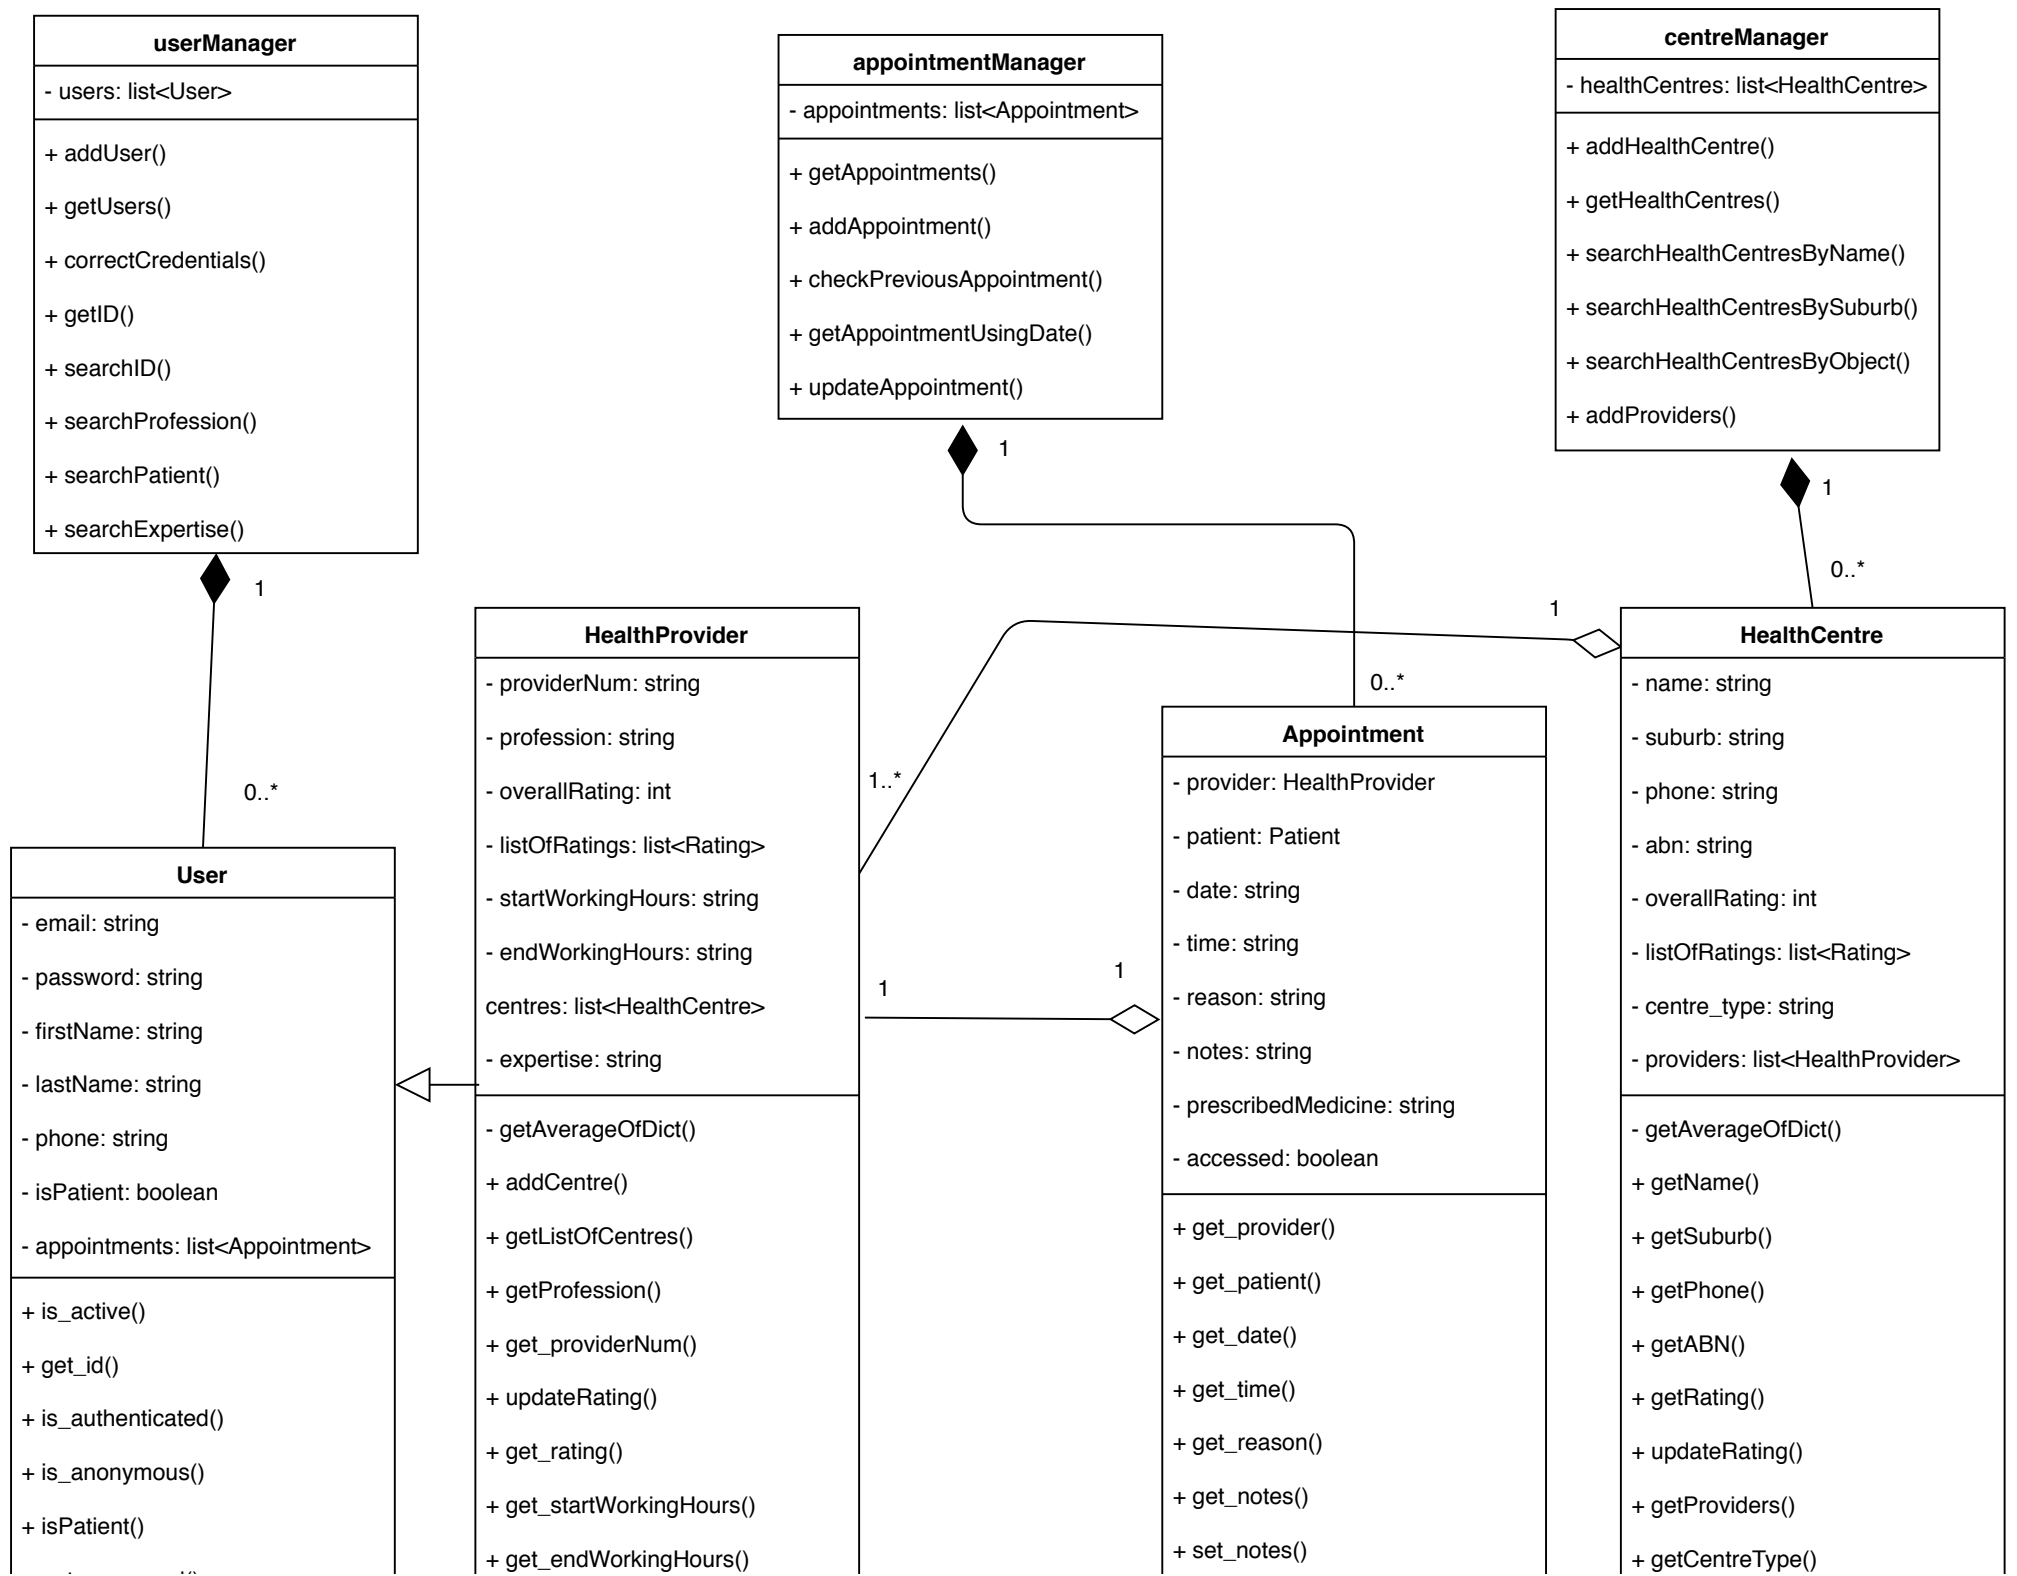 userManager
- users: list<User>
+ addUser()
+ getUsers()
+ correctCredentials()
+ getID()
+ searchID()
+ searchProfession()
+ searchPatient()
+ searchExpertise()
1
0..*
appointmentManager
- appointments: list<Appointment>
+ getAppointments()
+ addAppointment()
+ checkPreviousAppointment()
+ getAppointmentUsingDate()
+ updateAppointment()
1
0..*
centreManager
- healthCentres: list<HealthCentre>
+ addHealthCentre()
+ getHealthCentres()
+ searchHealthCentresByName()
+ searchHealthCentresBySuburb()
+ searchHealthCentresByObject()
+ addProviders()
1
0..*
User
- email: string
- password: string
- firstName: string
- lastName: string
- phone: string
- isPatient: boolean
- appointments: list<Appointment>
+ is_active()
+ get_id()
+ is_authenticated()
+ is_anonymous()
+ isPatient()
HealthProvider
- providerNum: string
- profession: string
- overallRating: int
- listOfRatings: list<Rating>
- startWorkingHours: string
- endWorkingHours: string
centres: list<HealthCentre>
- expertise: string
- getAverageOfDict()
+ addCentre()
+ getListOfCentres()
+ getProfession()
+ get_providerNum()
+ updateRating()
+ get_rating()
+ get_startWorkingHours()
+ get_endWorkingHours()
1..*
1
1
1
Appointment
- provider: HealthProvider
- patient: Patient
- date: string
- time: string
- reason: string
- notes: string
- prescribedMedicine: string
- accessed: boolean
+ get_provider()
+ get_patient()
+ get_date()
+ get_time()
+ get_reason()
+ get_notes()
+ set_notes()
HealthCentre
- name: string
- suburb: string
- phone: string
- abn: string
- overallRating: int
- listOfRatings: list<Rating>
- centre_type: string
- providers: list<HealthProvider>
- getAverageOfDict()
+ getName()
+ getSuburb()
+ getPhone()
+ getABN()
+ getRating()
+ updateRating()
+ getProviders()
+ getCentreType()